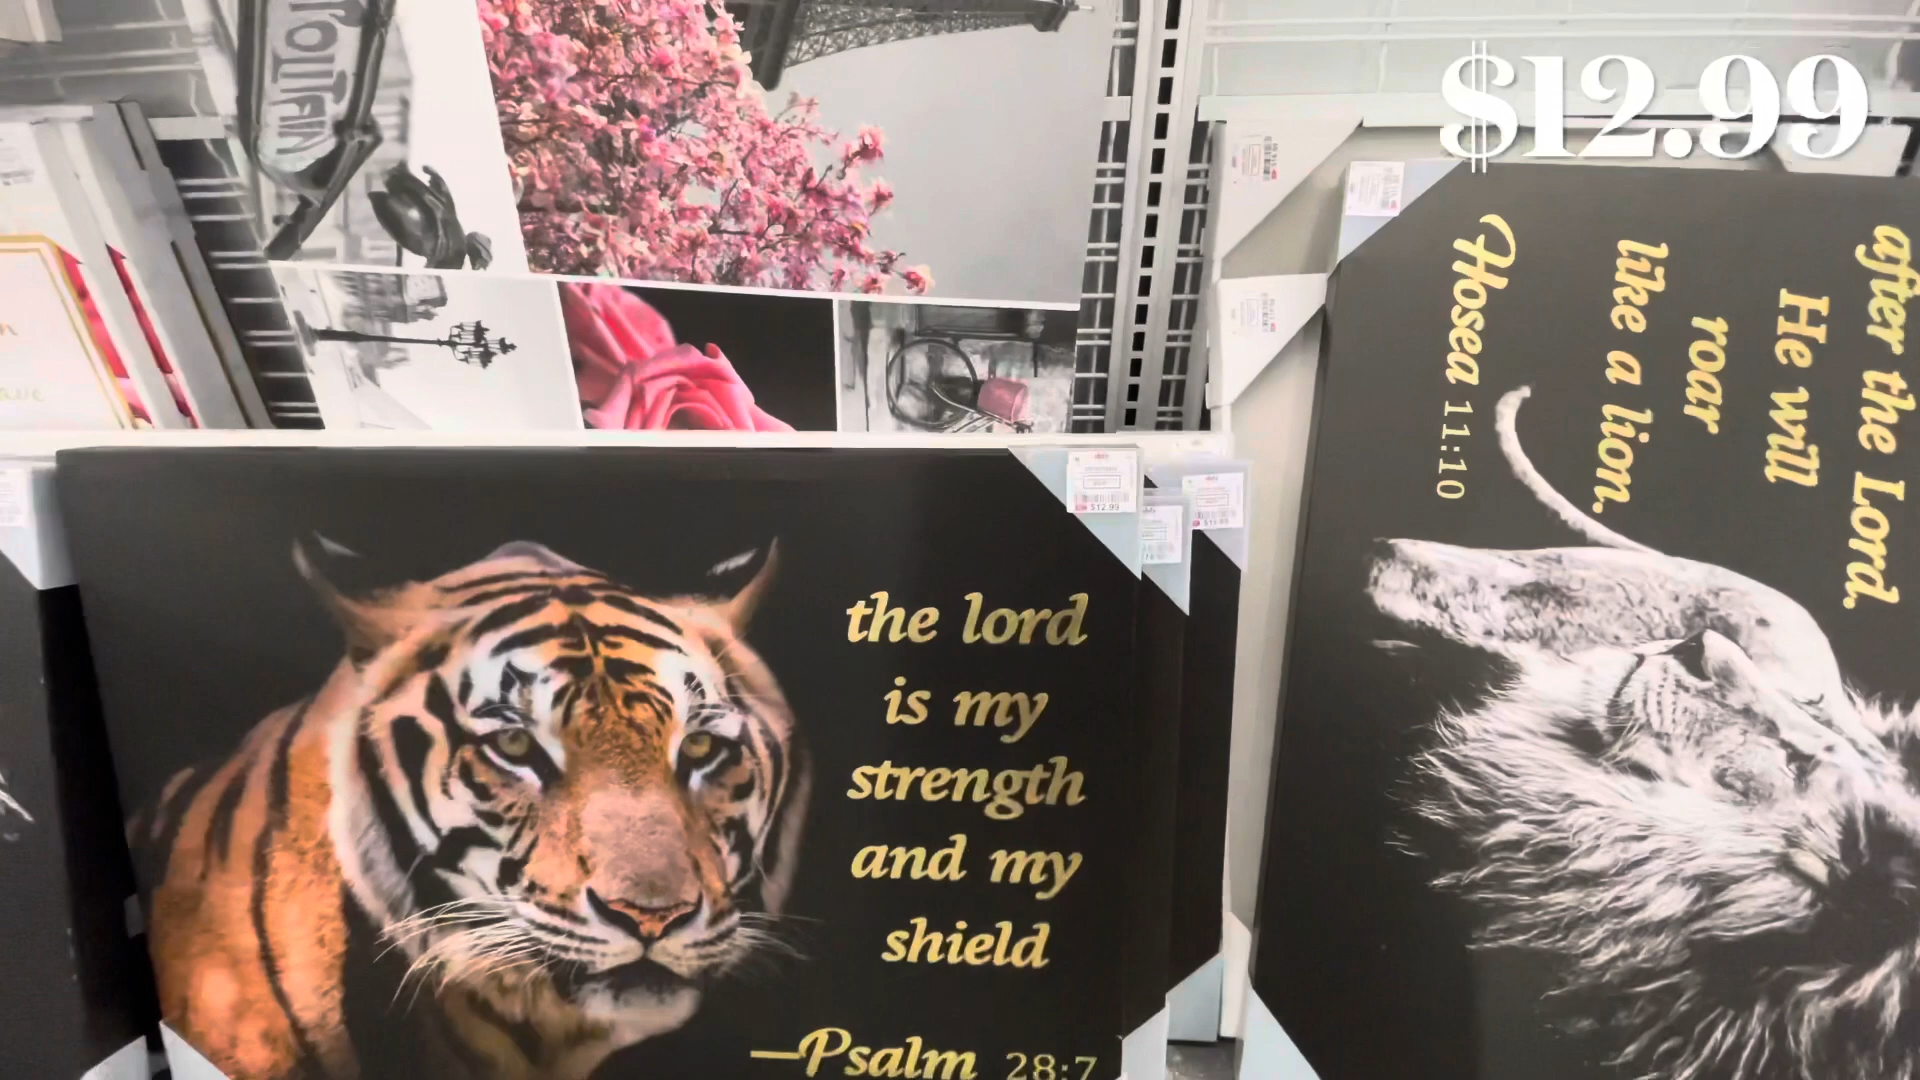 $12.99
TOLITAIN
after the Lord.
He will
roar
like a lion.
Hosea 11:10
$12.99
the lord
is my
strength
and my
shield
—Psalm 28:7